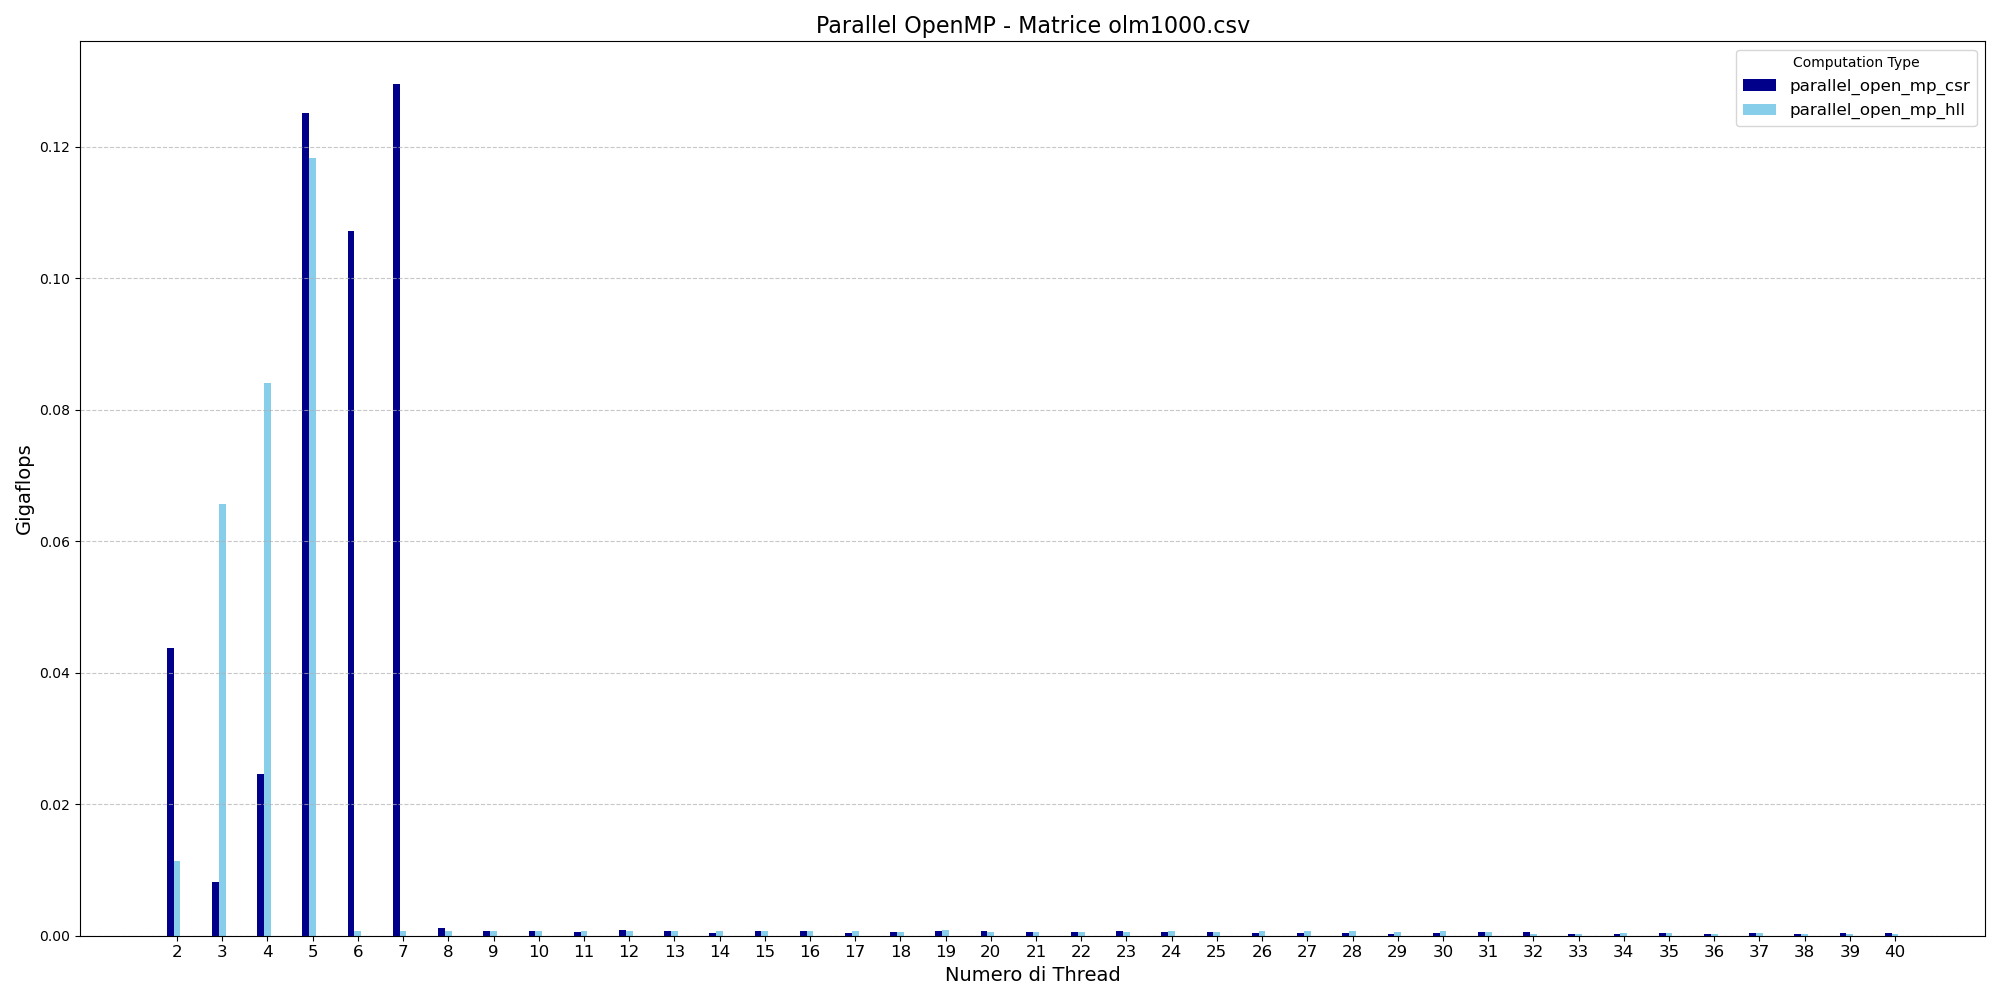 Parallel OpenMP - Matrice olm1000.csv
Computation Type
parallel_open_mp_csr
parallel_open_mp_hll
Gigaflops
0.12
0.10
0.08
0.06
0.04
0.02
0.00
2 3 4 5 6 7 8 9 10 11 12 13 14 15 16 17 18 19 20 21 22 23 24 25 26 27 28 29 30 31 32 33 34 35 36 37 38 39 40
Numero di Thread